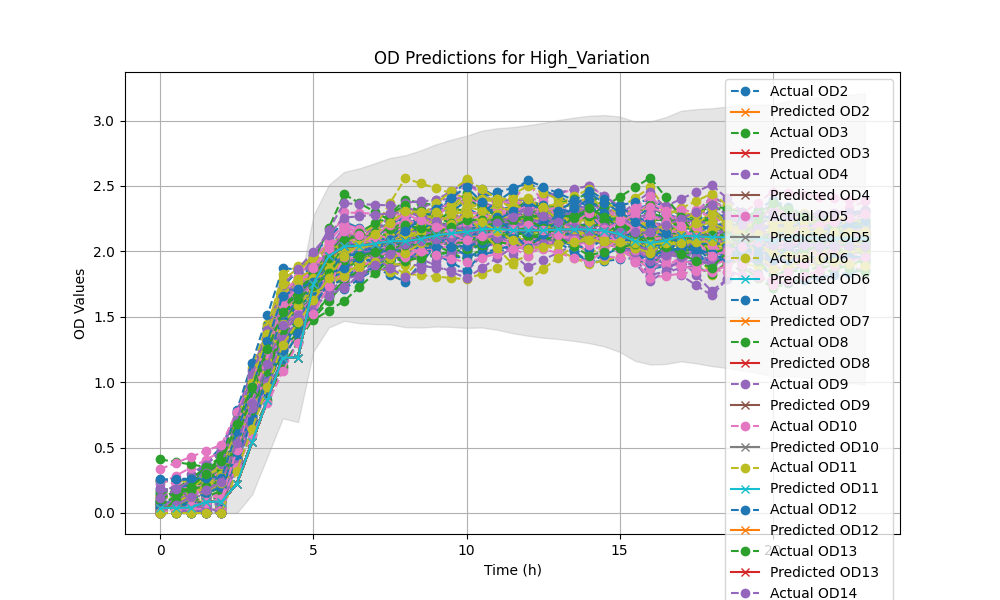 OD Predictions for High_Variation
OD Values
3.0
2.5
2.0
1.5
1.0
0.5
0.0
0
5
10
15
Time (h)
Actual OD2
Predicted OD2
Actual OD3
Predicted OD3
Actual OD4
Predicted OD4
Actual OD5
Predicted OD5
Actual OD6
Predicted OD6
Actual OD7
Predicted OD7
Actual OD8
Predicted OD8
Actual OD9
Predicted OD9
Actual OD10
Predicted OD10
Actual OD11
Predicted OD11
Actual OD12
Predicted OD12
Actual OD13
Predicted OD13
Actual OD14